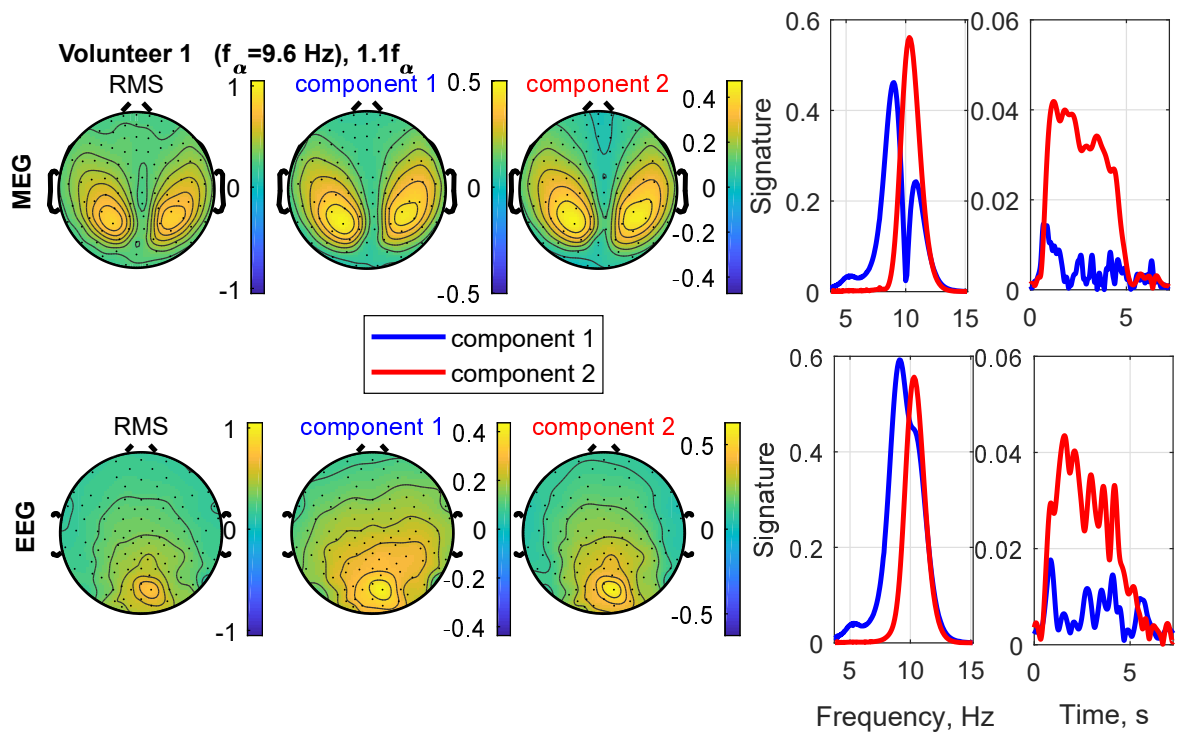 Volunteer 1 (fα=9.6 Hz), 1.1fα
RMS
component 1
component 2
MEG
1
0
-1
0.5
0
-0.5
0.4
0.2
0
-0.2
-0.4
Signature
0.6
0.4
0.2
0
5 10 15
0.06
0.04
0.02
0
0 5
component 1
component 2
RMS
component 1
component 2
EEG
1
0
-1
0.4
0.2
0
-0.2
-0.4
0.5
0
-0.5
Signature
0.6
0.4
0.2
0
5 10 15
Frequency, Hz
0.06
0.04
0.02
0
0 5
Time, s